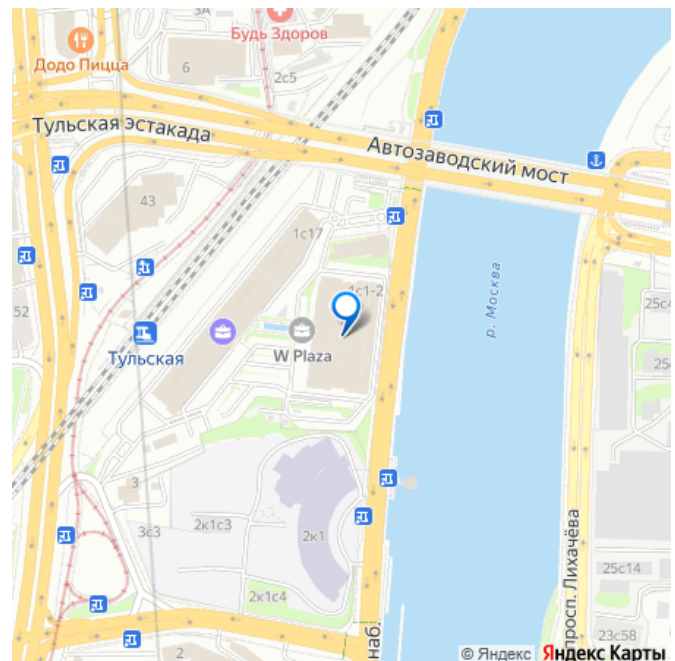 3А
Будь Здоров
Додо Пицца
6
2с5
Тульская эстакада
Автозаводский мост
43
1с17
р. Москва
52
1с1-2
25с4
W Plaza
Тульская
25
3
3с3
2к1с3
2к1
просп. Лихачёва
25с14
2к1с4
наб.
23с58
2
© Яндекс Яндекс Карты